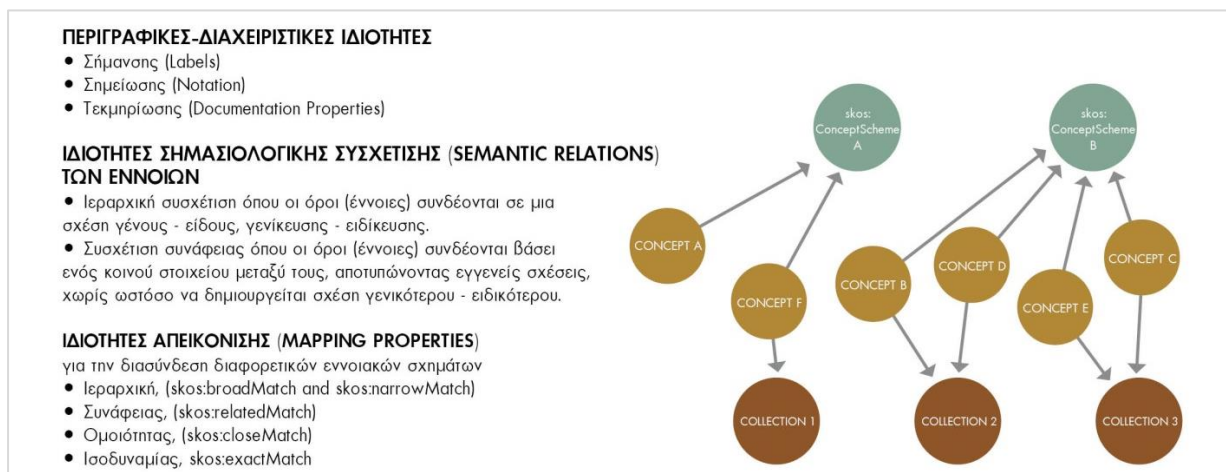 ΠΕΡΙΓΡΑΦΙΚΕΣ-ΔΙΑΧΕΙΡΙΣΤΙΚΕΣ ΙΔΙΟΤΗΤΕΣ
• Σήμανσης (Labels)
• Σημείωσης (Notation)
• Τεκμηρίωσης (Documentation Properties)
ΙΔΙΟΤΗΤΕΣ ΣΗΜΑΣΙΟΛΟΓΙΚΗΣ ΣΥΣΧΕΤΙΣΗΣ (SEMANTIC RELATIONS)
ΤΩΝ ΕΝΝΟΙΩΝ
• Ιεραρχική συσχέτιση όπου οι όροι (έννοιες) συνδέονται σε μια
σχέση γένους - είδους, γενίκευσης - ειδίκευσης.
• Συσχέτιση συνάφειας όπου οι όροι (έννοιες) συνδέονται βάσει
ενός κοινού στοιχείου μεταξύ τους, αποτυπώνοντας εγγενείς σχέσεις,
χωρίς ωστόσο να δημιουργείται σχέση γενικότερου - ειδικότερου.
ΙΔΙΟΤΗΤΕΣ ΑΠΕΙΚΟΝΙΣΗΣ (MAPPING PROPERTIES)
για την διασύνδεση διαφορετικών εννοιακών σχημάτων
• Ιεραρχική, (skos:broadMatch and skos:narrowMatch)
• Συνάφειας, (skos:relatedMatch)
• Ομοιότητας, (skos:closeMatch)
• Ισοδυναμίας, skos:exactMatch
skos:
ConceptScheme
A
skos:
ConceptScheme
B
CONCEPT A
CONCEPT F
CONCEPT B
CONCEPT D
CONCEPT E
CONCEPT C
COLLECTION 1
COLLECTION 2
COLLECTION 3